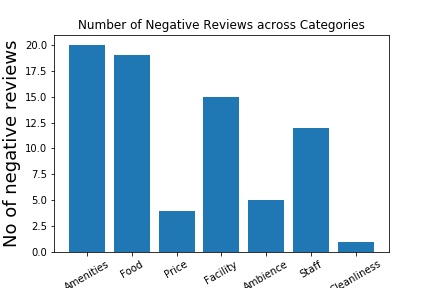 Number of Negative Reviews across Categories
No of negative reviews
20.0
17.5
15.0
12.5
10.0
7.5
5.0
2.5
0.0
Amenities
Food
Price
Facility
Ambience
Staff
Cleanliness